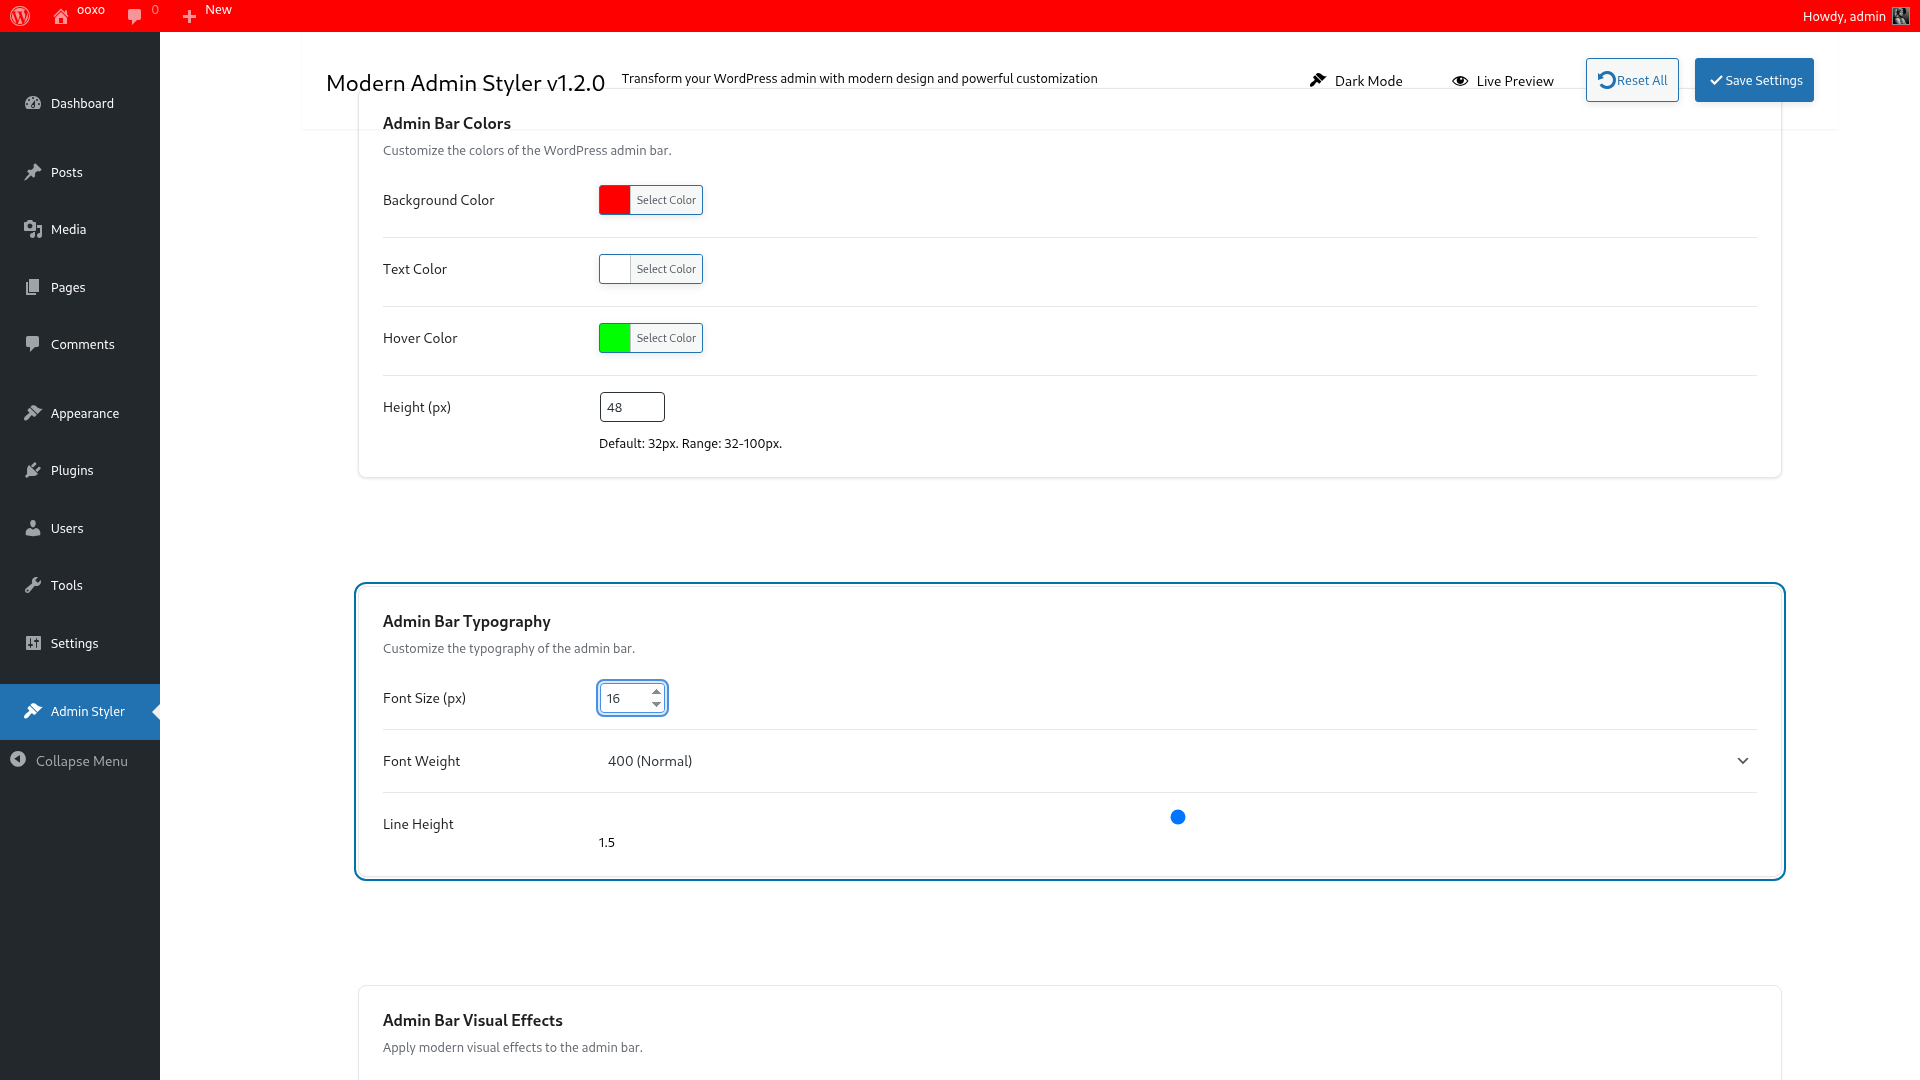 ooxo
0
New
Howdy, admin
Dashboard
Posts
Media
Pages
Comments
Appearance
Plugins
Users
Tools
Settings
Admin Styler
Collapse Menu
Modern Admin Styler v1.2.0
Transform your WordPress admin with modern design and powerful customization
Dark Mode
Live Preview
Reset All
Save Settings
Admin Bar Colors
Customize the colors of the WordPress admin bar.
Background Color
Select Color
Text Color
Select Color
Hover Color
Select Color
Height (px)
48
Default: 32px. Range: 32-100px.
Admin Bar Typography
Customize the typography of the admin bar.
Font Size (px)
16
Font Weight
400 (Normal)
Line Height
1.5
Admin Bar Visual Effects
Apply modern visual effects to the admin bar.